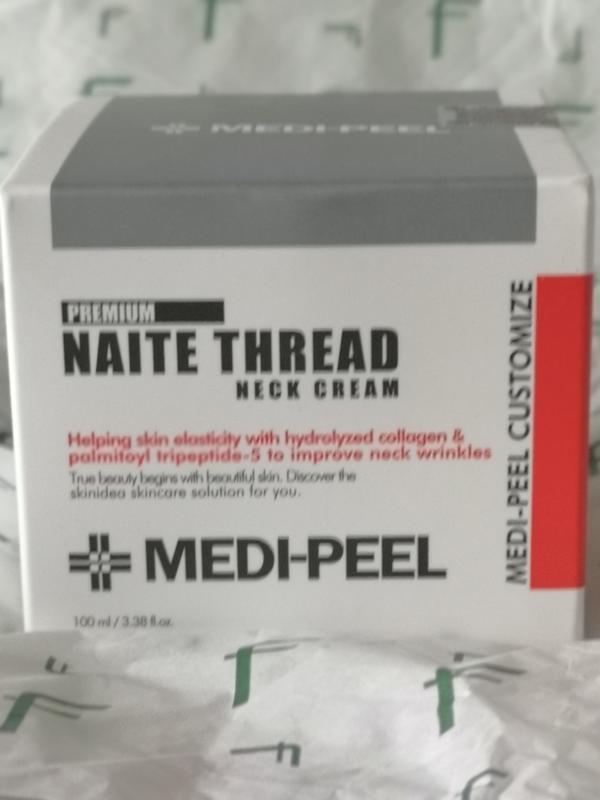 MEDI-PEEL
PREMIUM
NAITE THREAD
NECK CREAM
Helping skin elasticity with hydrolyzed collagen &
palmitoyl tripeptide-5 to improve neck wrinkles
True beauty begins with beautiful skin. Discover the
skinidea skincare solution for you.
MEDI-PEEL
100 ml / 3.38 fl.oz.
MEDI-PEEL CUSTOMIZE